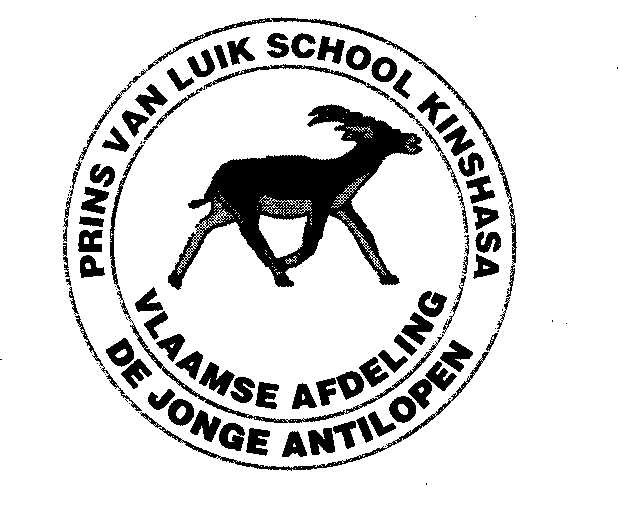 PRINS VAN LUIK SCHOOL KINSHASA
VLAAMSE AFDELING
DE JONGE ANTILOPEN